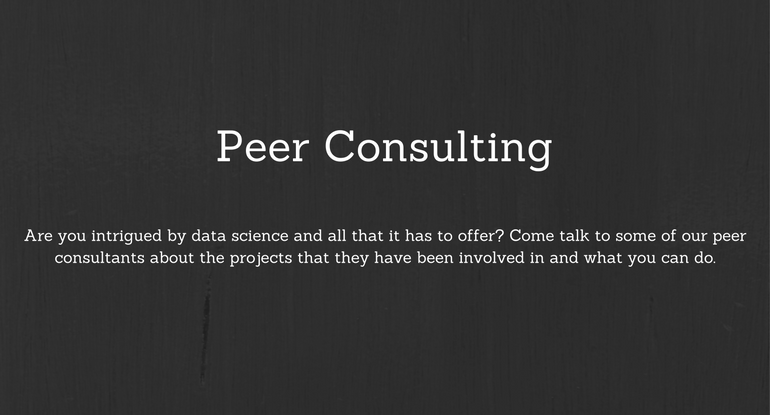 Peer Consulting
Are you intrigued by data science and all that it has to offer? Come talk to some of our peer
consultants about the projects that they have been involved in and what you can do.